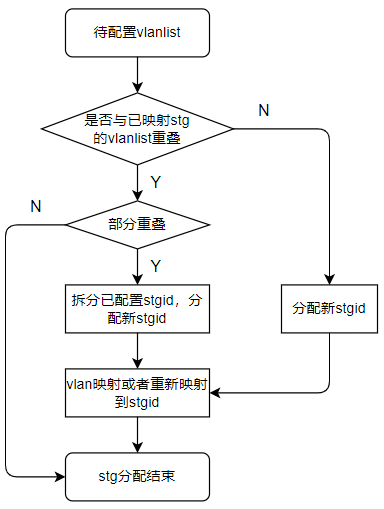 待配置vlanlist
是否与已映射stg
的vlanlist重叠
N
Y
N
部分重叠
Y
拆分已配置stgid，分
配新stgid
分配新stgid
vlan映射或者重新映射
到stgid
stg分配结束